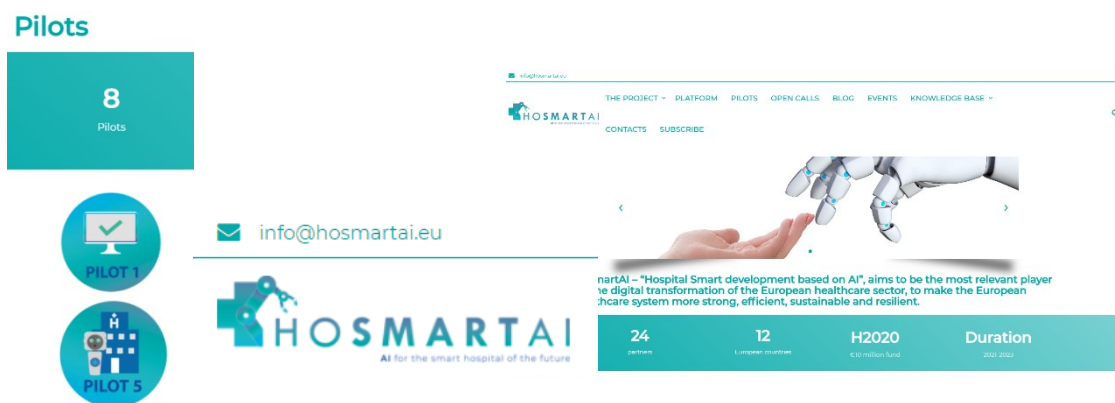 Pilots
8
Pilots
PILOT 1
PILOT 5
info@hosmartai.eu
HOSMARTAI
AI for the smart hospital of the future
info@hosmartai.eu
THE PROJECT PLATFORM PILOTS OPEN CALLS BLOG EVENTS KNOWLEDGE BASE
HOSMARTAI
CONTACTS SUBSCRIBE
martAI – “Hospital Smart development based on AI”, aims to be the most relevant player
e digital transformation of the European healthcare sector, to make the European
thcare system more strong, efficient, sustainable and resilient.
24 12 H2020 Duration
partners European countries €10 million fund 2021-2023